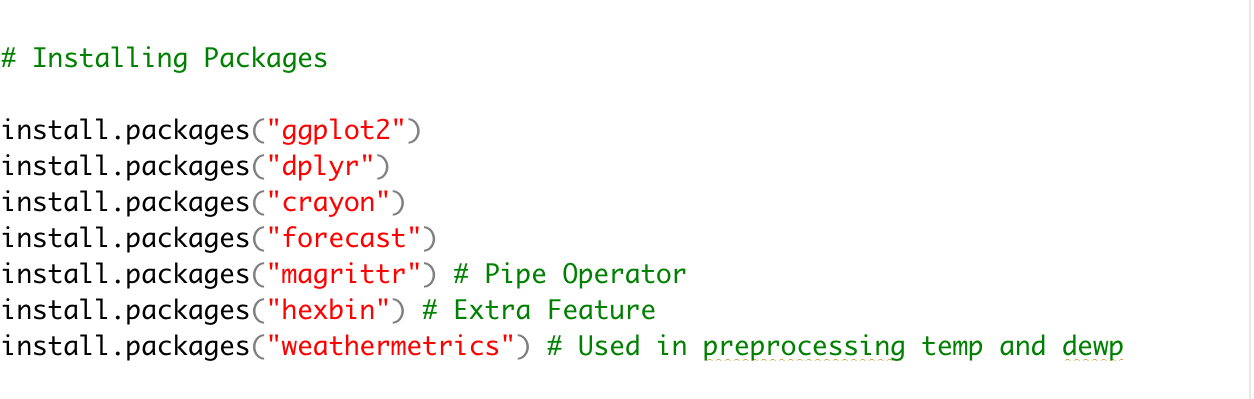 # Installing Packages
install.packages("ggplot2")
install.packages("dplyr")
install.packages("crayon")
install.packages("forecast")
install.packages("magrittr") # Pipe Operator
install.packages("hexbin") # Extra Feature
install.packages("weathermetrics") # Used in preprocessing temp and dewp